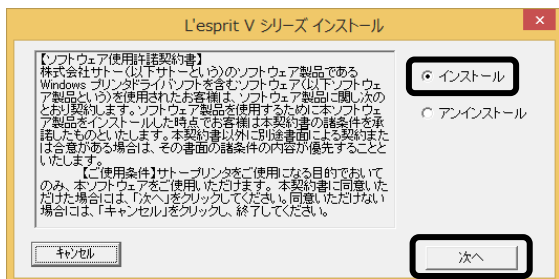 L'esprit V シリーズ インストール
【ソフトウェア使用許諾契約書】
株式会社サトー(以下サトーという)のソフトウェア製品である
Windows プリンタドライバソフトを含むソフトウェア(以下ソフトウェ
ア製品という)を使用されたお客様は、ソフトウェア製品に関し次の
とおり契約します。ソフトウェア製品を使用するために本ソフトウェ
ア製品をインストールした時点でお客様は本契約書の諸条件を承
諾したものといたします。本契約書以外に別途書面による契約また
は合意がある場合は、その書面の諸条件の内容が優先することと
いたします。
【ご使用条件】サトープリンタをご使用になる目的でおいて
のみ、本ソフトウェアをご使用いただけます。 本契約書に同意いた
だけた場合には、「次へ」をクリックしてください。同意いただけない
場合には、「キャンセル」をクリックし、終了してください。
インストール
アンインストール
キャンセル
次へ